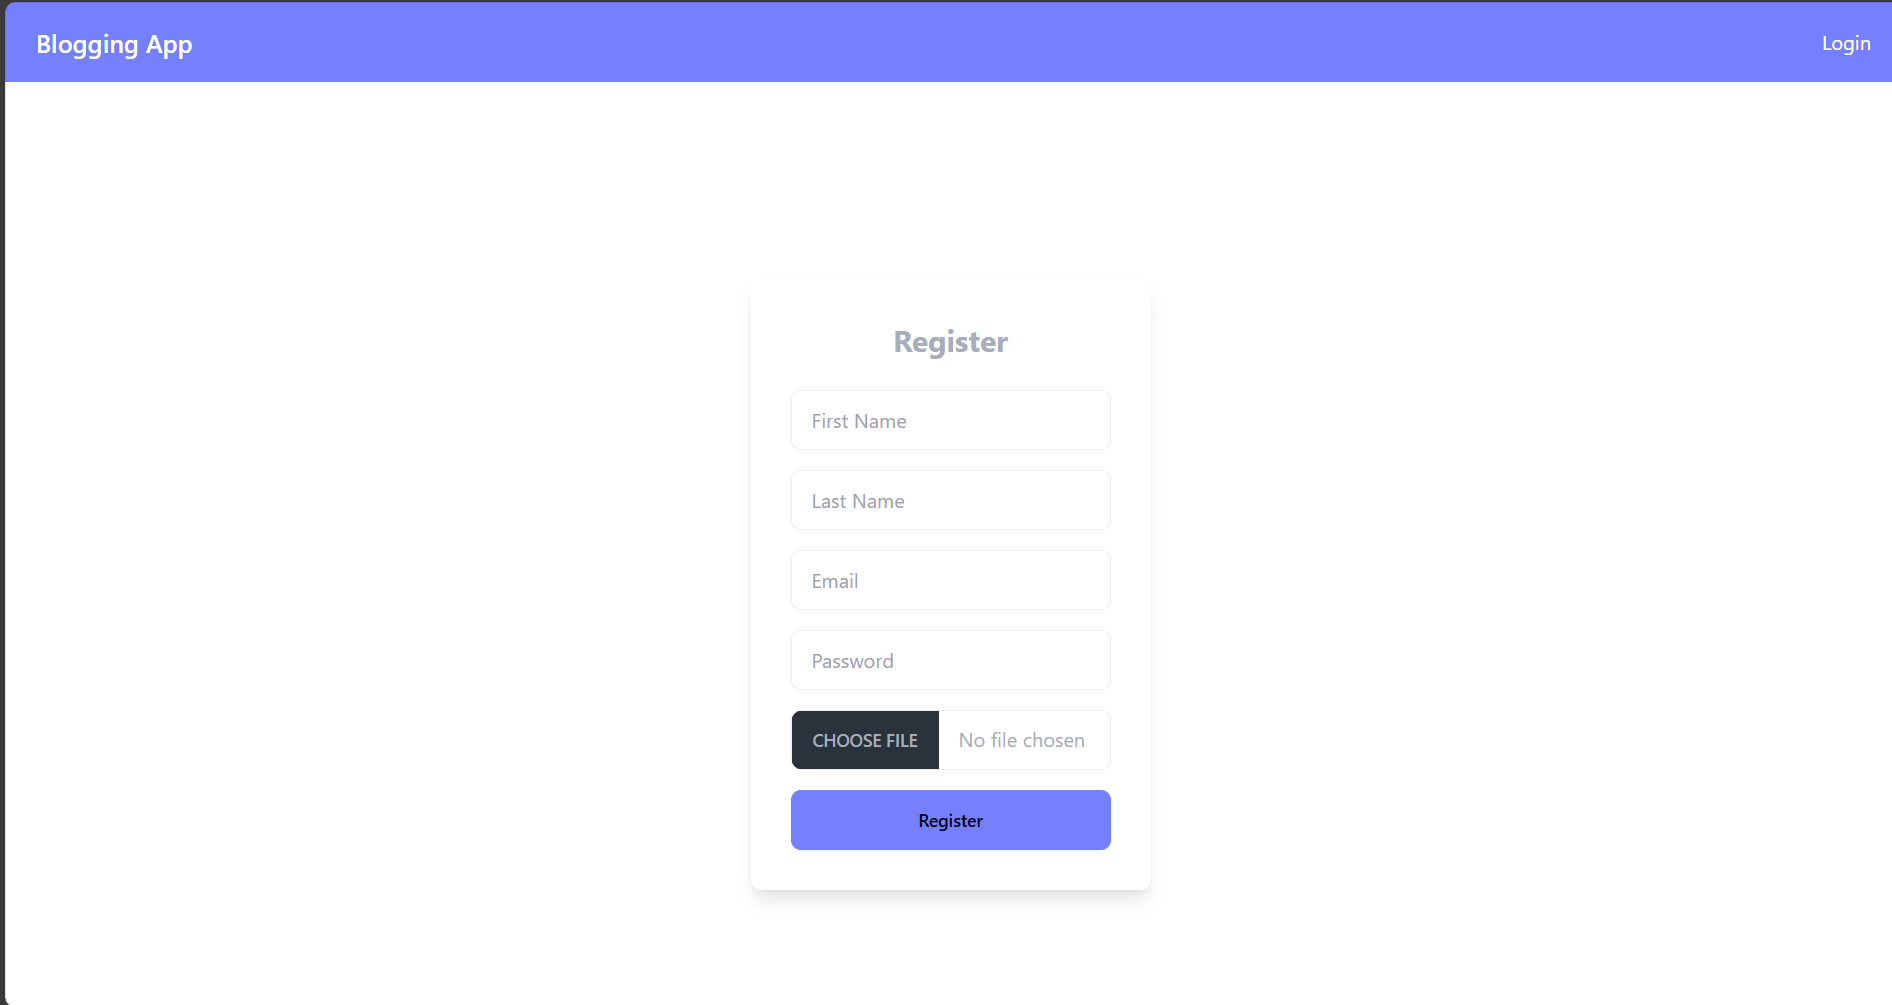 Blogging App
Login
Register
First Name
Last Name
Email
Password
CHOOSE FILE No file chosen
Register